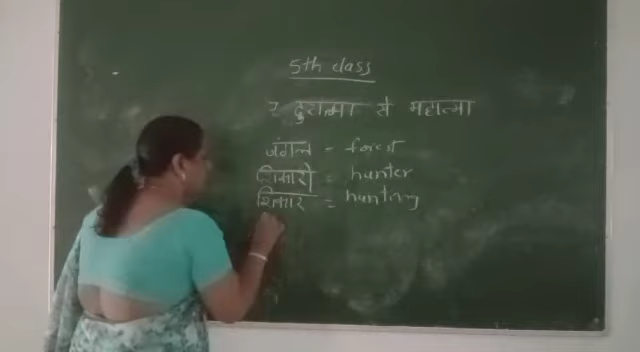 5th class
२ दुरात्मा से महात्मा
जंगल - forest
शिकारी = hunter
शिकार = hunting